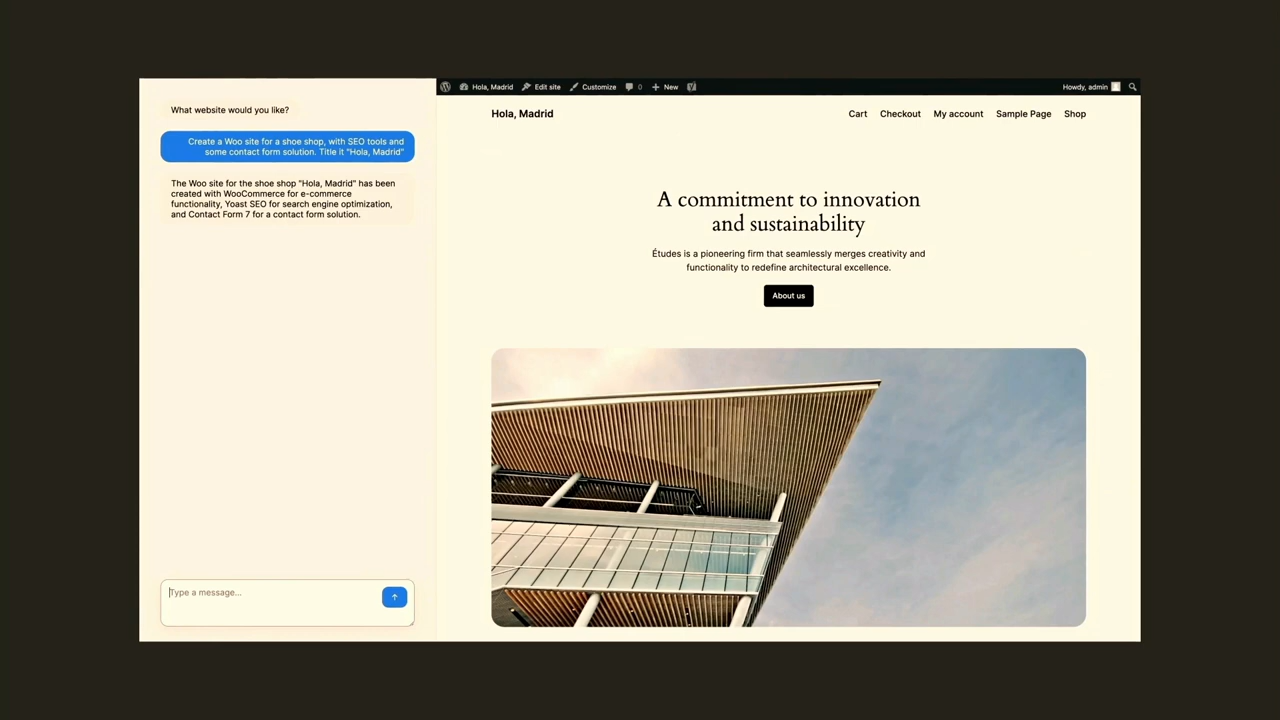 What website would you like?
Create a Woo site for a shoe shop, with SEO tools and
some contact form solution. Title it "Hola, Madrid"
The Woo site for the shoe shop "Hola, Madrid" has been
created with WooCommerce for e-commerce
functionality, Yoast SEO for search engine optimization,
and Contact Form 7 for a contact form solution.
Type a message...
Hola, Madrid Edit site Customize 0 New Howdy, admin
Hola, Madrid Cart Checkout My account Sample Page Shop
A commitment to innovation
and sustainability
Études is a pioneering firm that seamlessly merges creativity and
functionality to redefine architectural excellence.
About us